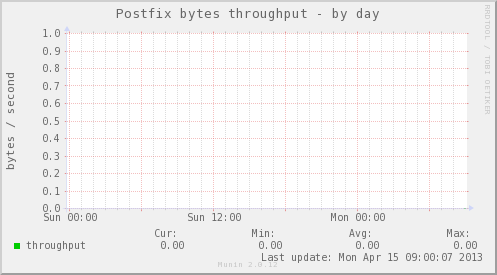 Postfix bytes throughput - by day
RRDTOOL / TOBI OETIKER
bytes / second
1.0
0.9
0.8
0.7
0.6
0.5
0.4
0.3
0.2
0.1
0.0
Sun 00:00 Sun 12:00 Mon 00:00
Cur: Min: Avg: Max:
throughput 0.00 0.00 0.00 0.00
Last update: Mon Apr 15 09:00:07 2013
Munin 2.0.12